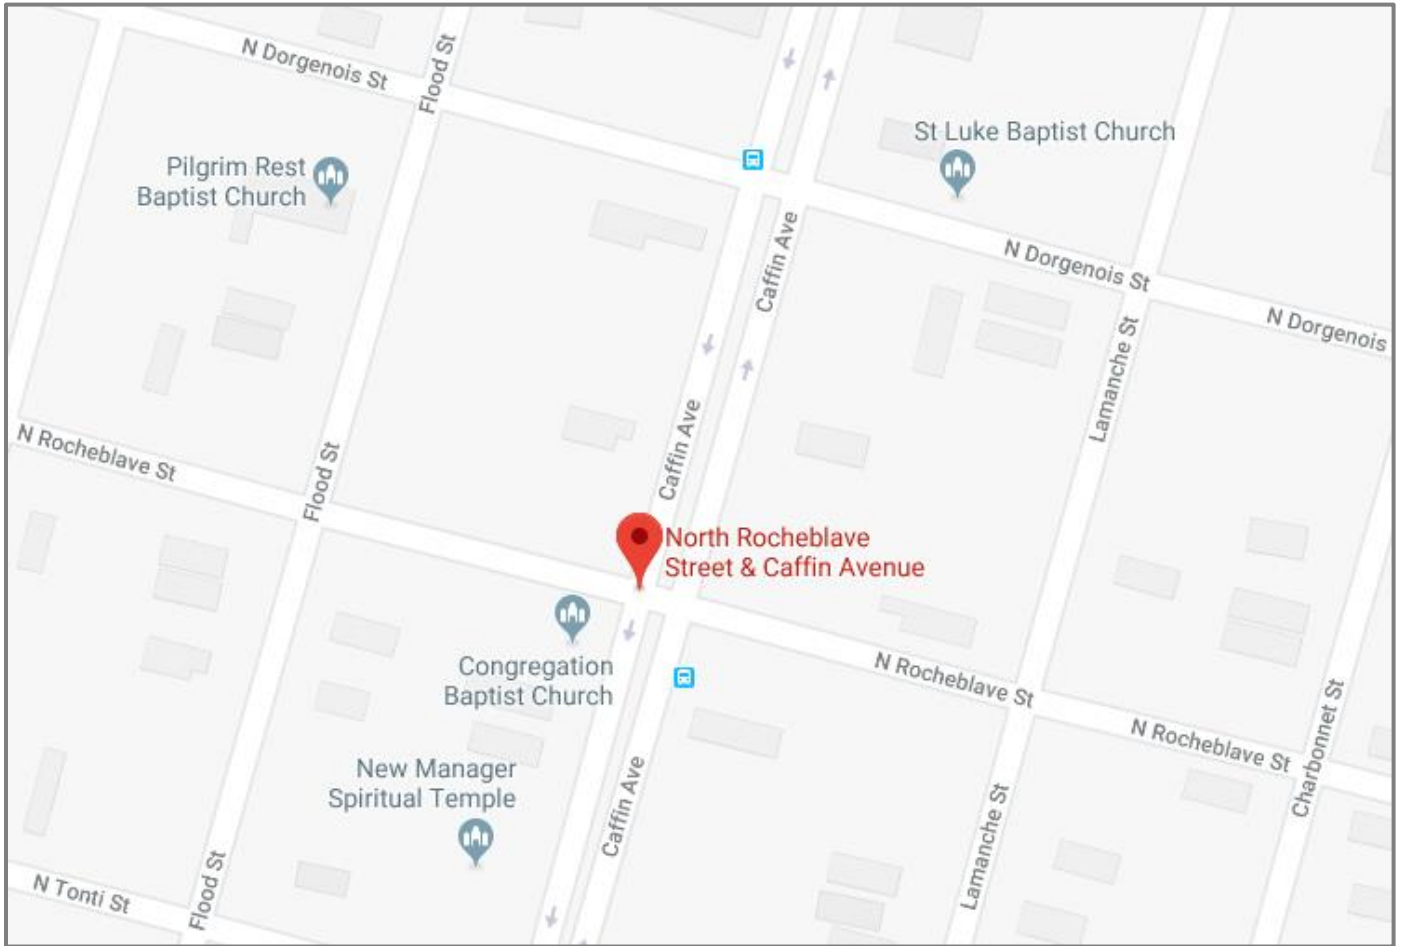 N Dorgenois St
Flood St
St Luke Baptist Church
Pilgrim Rest
Baptist Church
Caffin Ave
N Dorgenois St
N Dorgenois
Lamanche St
Caffin Ave
N Rocheblave St
Flood St
North Rocheblave
Street & Caffin Avenue
Congregation
Baptist Church
N Rocheblave St
N Rocheblave St
Charbonnet St
New Manager
Spiritual Temple
Caffin Ave
Lamanche St
N Tonti St
Flood St